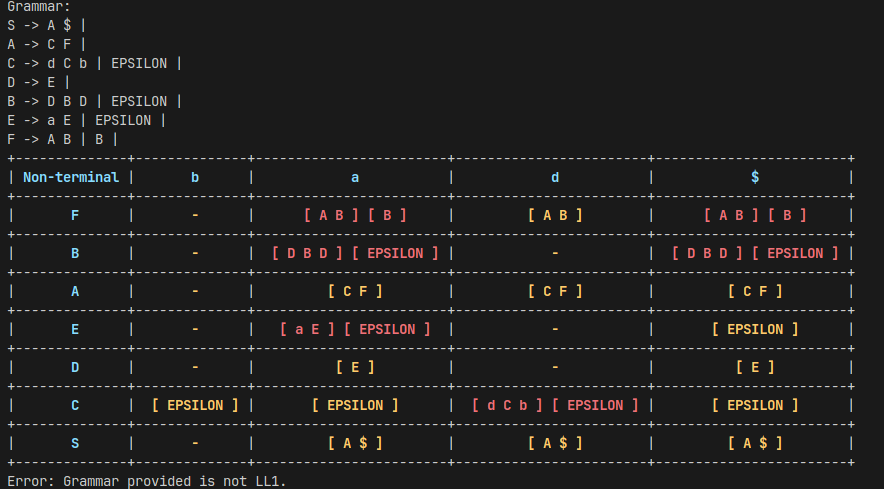 Grammar:
S -> A $ |
A -> C F |
C -> d C b | EPSILON |
D -> E |
B -> D B D | EPSILON |
E -> a E | EPSILON |
F -> A B | B |
+---------------+---------------+-------------------------+-------------------------+-------------------------+
| Non-terminal | b | a | d | $ |
+---------------+---------------+-------------------------+-------------------------+-------------------------+
| F | - | [ A B ] [ B ] | [ A B ] | [ A B ] [ B ] |
+---------------+---------------+-------------------------+-------------------------+-------------------------+
| B | - | [ D B D ] [ EPSILON ] | - | [ D B D ] [ EPSILON ] |
+---------------+---------------+-------------------------+-------------------------+-------------------------+
| A | - | [ C F ] | [ C F ] | [ C F ] |
+---------------+---------------+-------------------------+-------------------------+-------------------------+
| E | - | [ a E ] [ EPSILON ] | - | [ EPSILON ] |
+---------------+---------------+-------------------------+-------------------------+-------------------------+
| D | - | [ E ] | - | [ E ] |
+---------------+---------------+-------------------------+-------------------------+-------------------------+
| C | [ EPSILON ] | [ EPSILON ] | [ d C b ] [ EPSILON ] | [ EPSILON ] |
+---------------+---------------+-------------------------+-------------------------+-------------------------+
| S | - | [ A $ ] | [ A $ ] | [ A $ ] |
+---------------+---------------+-------------------------+-------------------------+-------------------------+
Error: Grammar provided is not LL1.